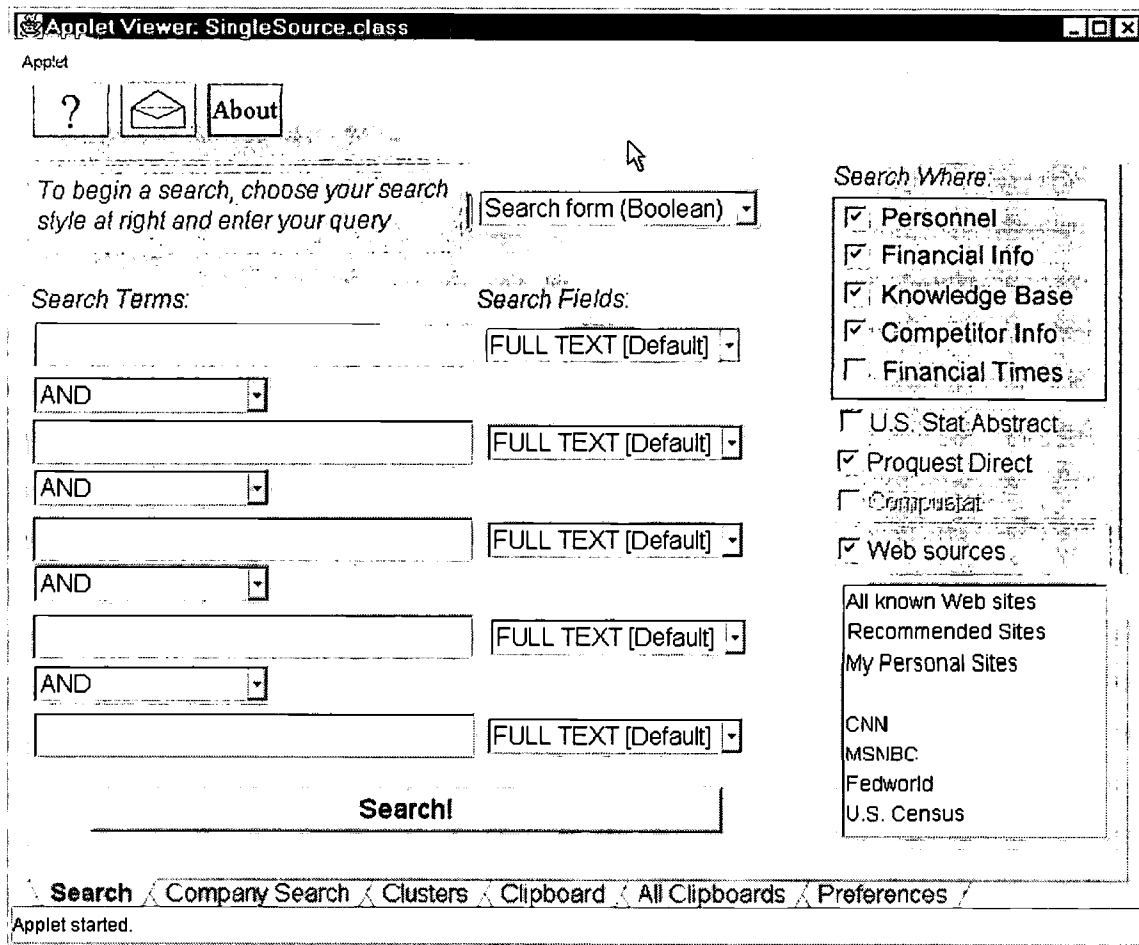 Applet Viewer: SingleSource.class
Applet
?
About
To begin a search, choose your search
style at right and enter your query
Search form (Boolean)
Search Terms:
Search Fields:
FULL TEXT [Default]
AND
FULL TEXT [Default]
AND
FULL TEXT [Default]
AND
FULL TEXT [Default]
AND
FULL TEXT [Default]
Search!
Search Where:
Personnel
Financial Info
Knowledge Base
Competitor Info
Financial Times
U.S. Stat Abstract
Proquest Direct
Compustat
Web sources
All known Web sites
Recommended Sites
My Personal Sites
CNN
MSNBC
Fedworld
U.S. Census
Search Company Search Clusters Clipboard All Clipboards Preferences
Applet started.